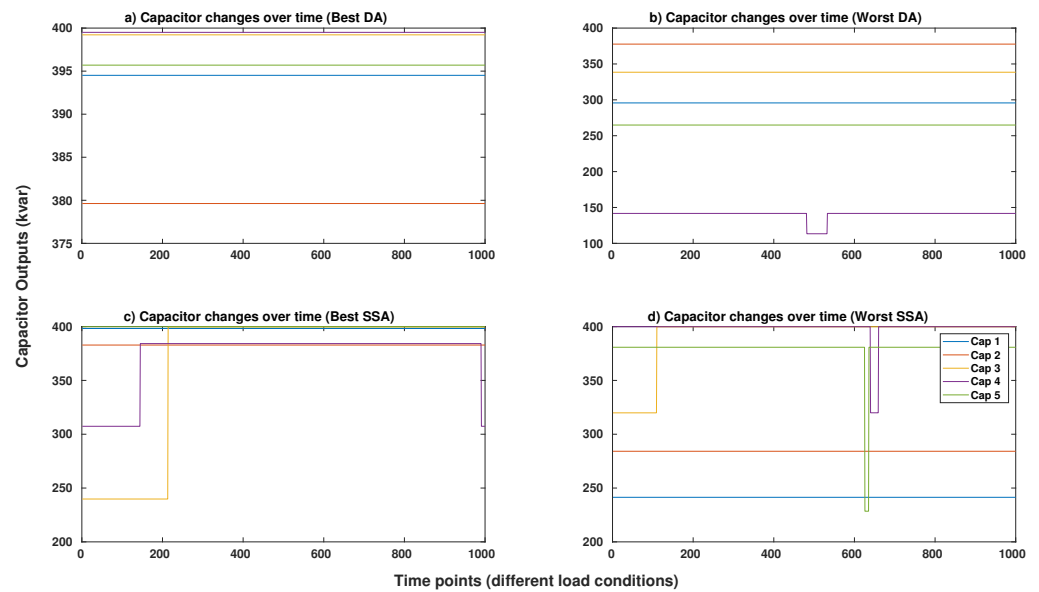 a) Capacitor changes over time (Best DA)
400
395
390
385
380
375
0 200 400 600 800 1000
b) Capacitor changes over time (Worst DA)
400
350
300
250
200
150
100
0 200 400 600 800 1000
Capacitor Outputs (kvar)
c) Capacitor changes over time (Best SSA)
400
350
300
250
200
0 200 400 600 800 1000
d) Capacitor changes over time (Worst SSA)
400
350
300
250
200
0 200 400 600 800 1000
Cap 1
Cap 2
Cap 3
Cap 4
Cap 5
Time points (different load conditions)